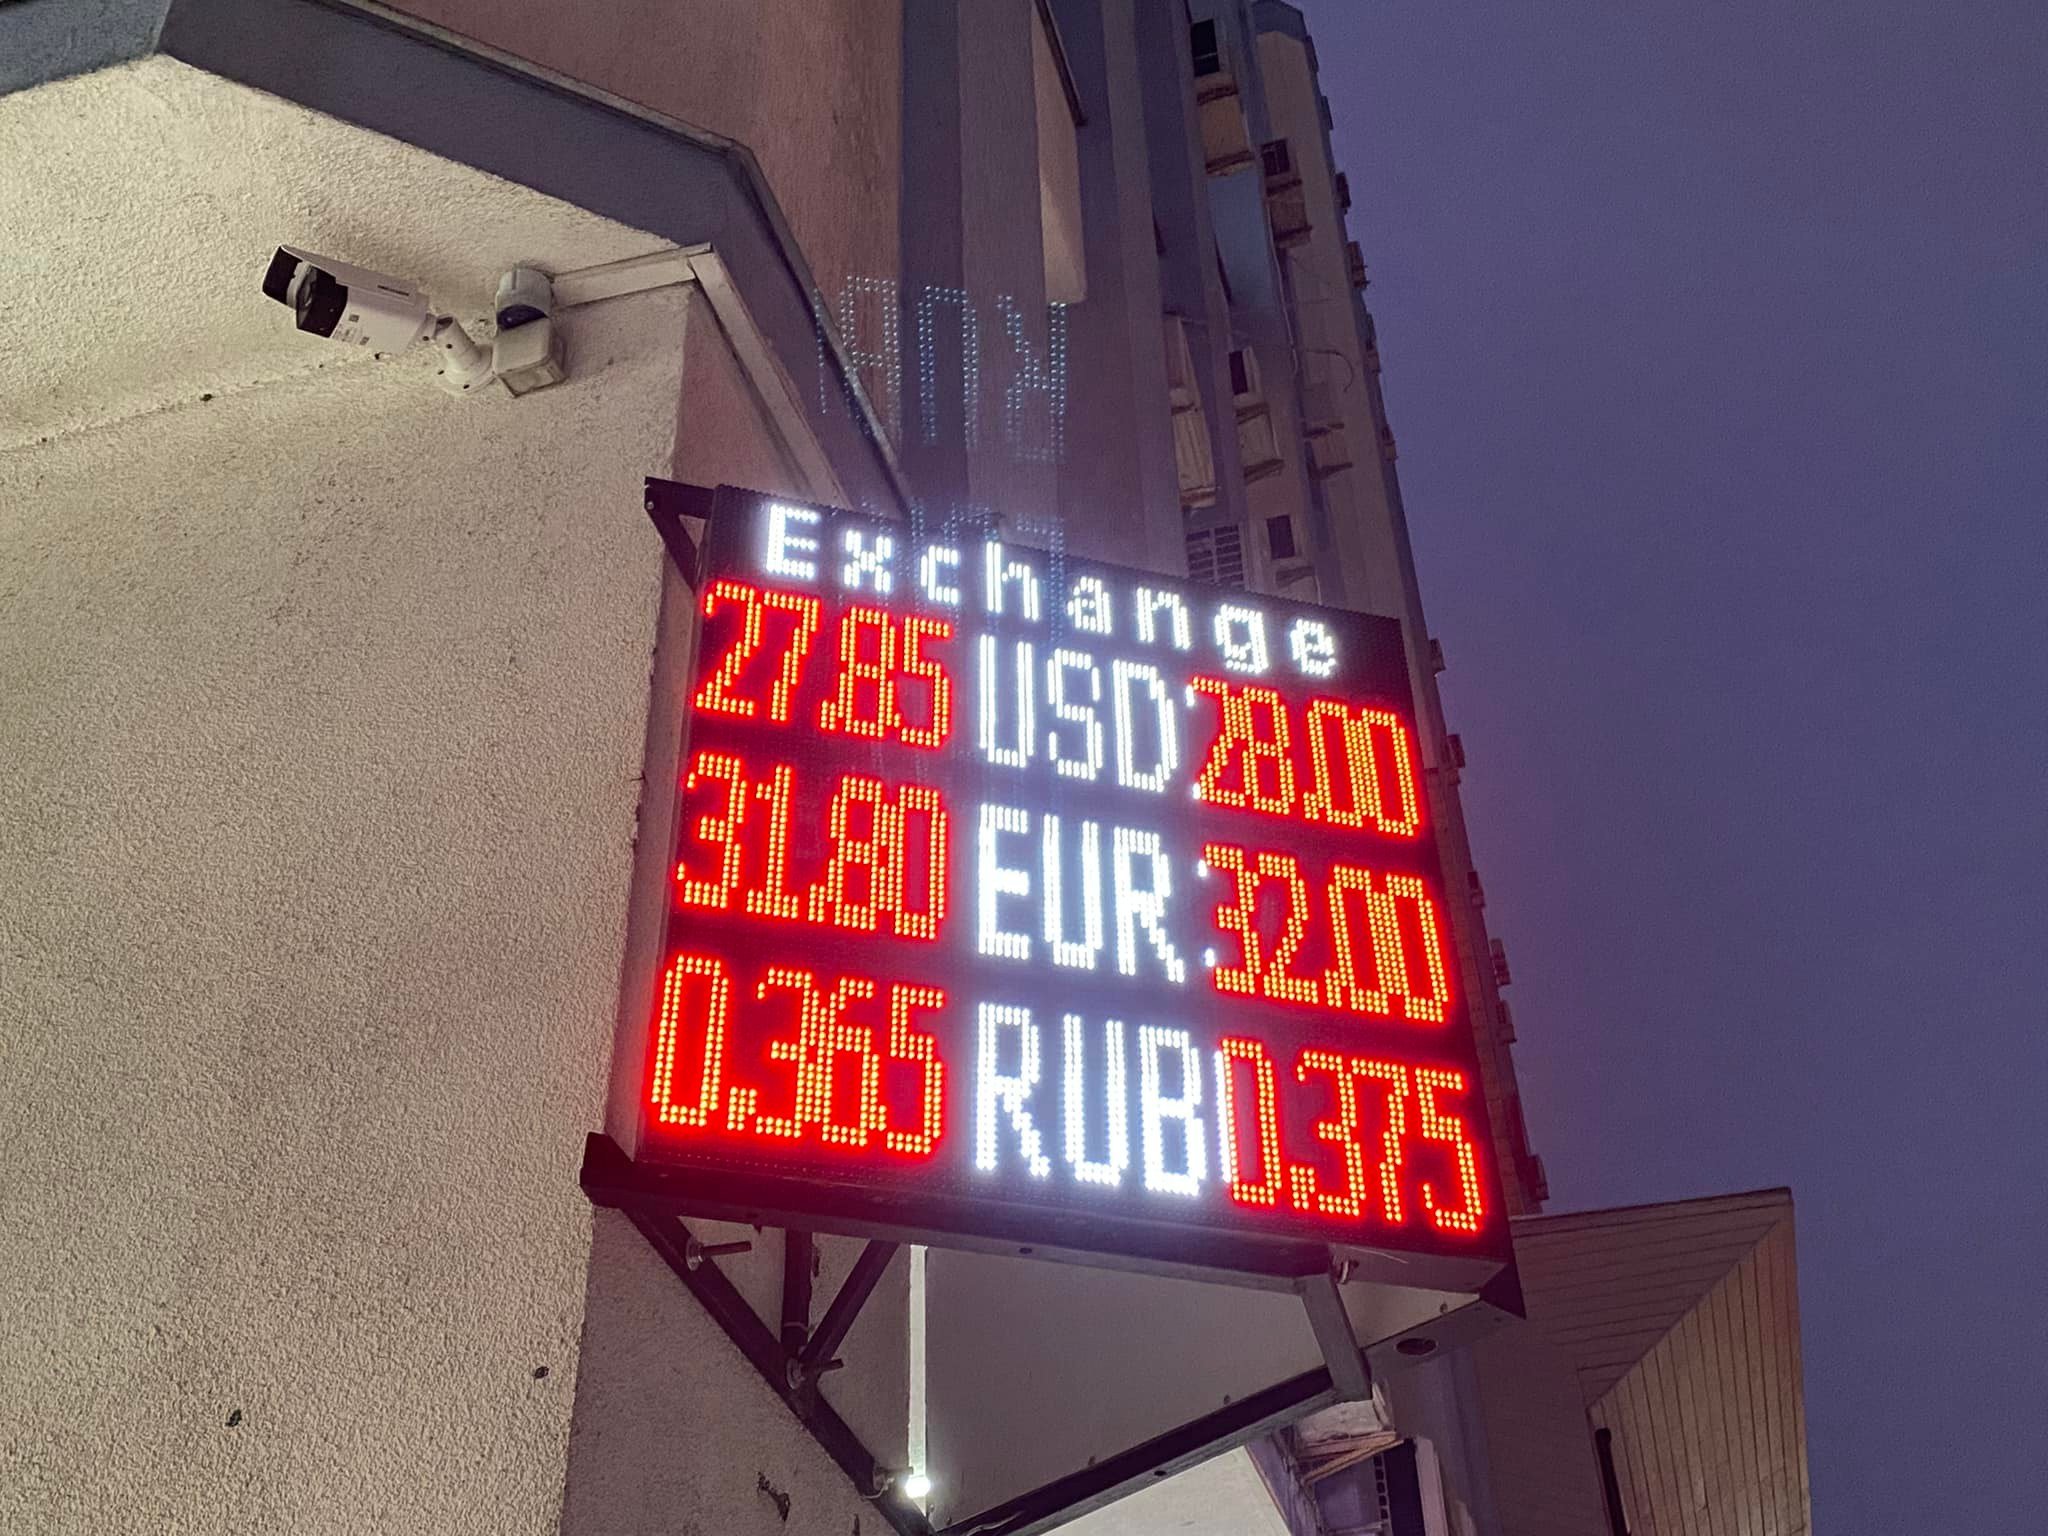 Exchange
27.85 USD 28.00
31.80 EUR 32.00
0.365 RUB 0.375